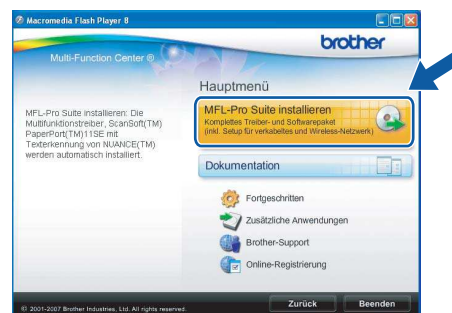 Macromedia Flash Player 8
brother
Multi-Function Center ®
Hauptmenü
MFL-Pro Suite installieren: Die
Multifunktionstreiber, ScanSoft(TM)
PaperPort(TM)11SE mit
Texterkennung von NUANCE(TM)
werden automatisch installiert.
MFL-Pro Suite installieren
Komplettes Treiber- und Softwarepaket
(inkl. Setup für verkabeltes und Wireless-Netzwerk)
Dokumentation
Fortgeschritten
Zusätzliche Anwendungen
Brother-Support
Online-Registrierung
© 2001-2007 Brother Industries, Ltd. All rights reserved.
Zurück
Beenden